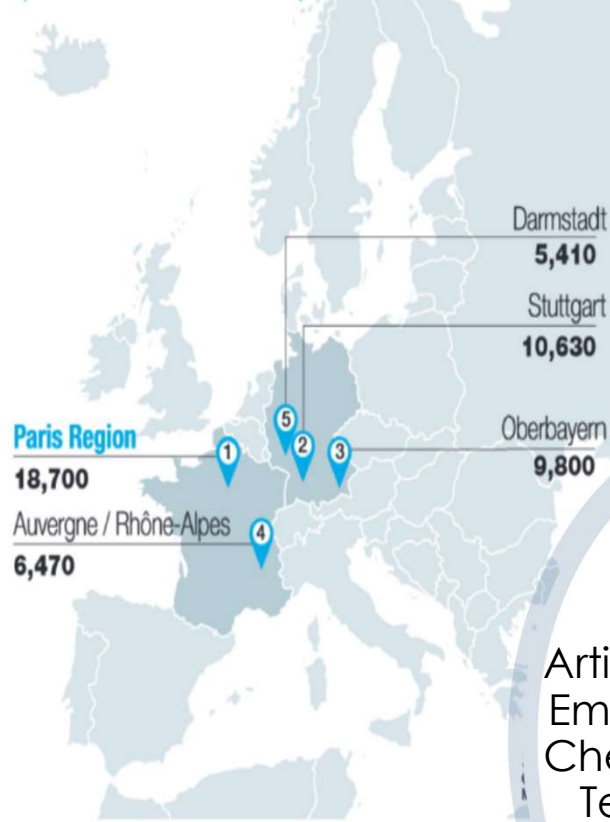 Darmstadt
5,410
Stuttgart
10,630
Oberbayern
9,800
Paris Region
18,700
Auvergne / Rhône-Alpes
6,470
1
2
3
4
5